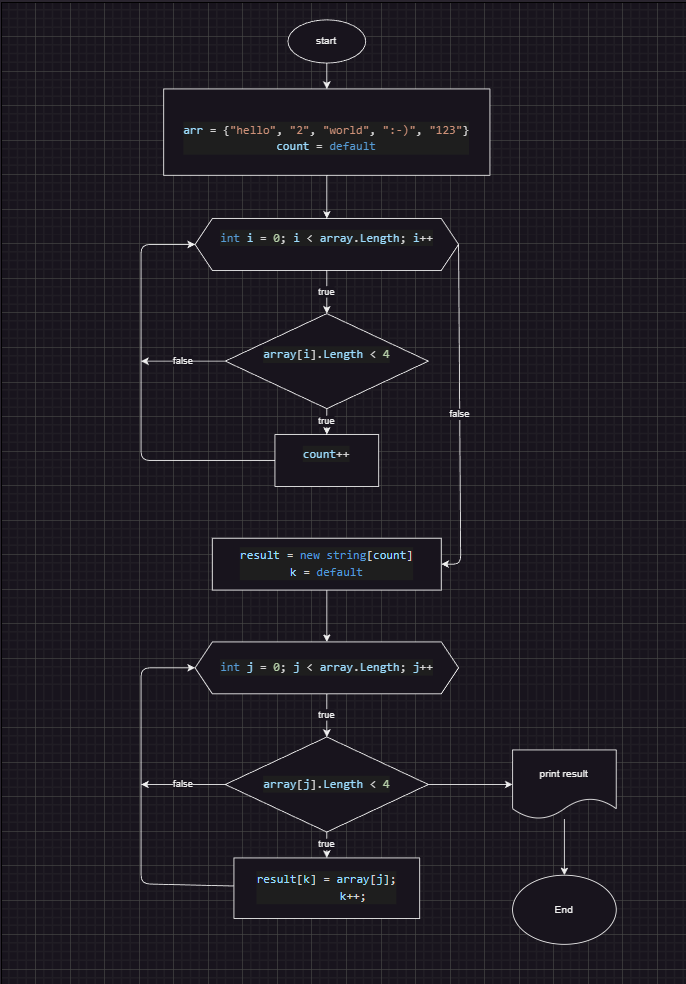 start
arr = {"hello", "2", "world", ":-)", "123"}
count = default
int i = 0; i < array.Length; i++
true
array[i].Length < 4
false
true
false
count++
result = new string[count]
k = default
int j = 0; j < array.Length; j++
true
array[j].Length < 4
false
print result
true
result[k] = array[j];
k++;
End